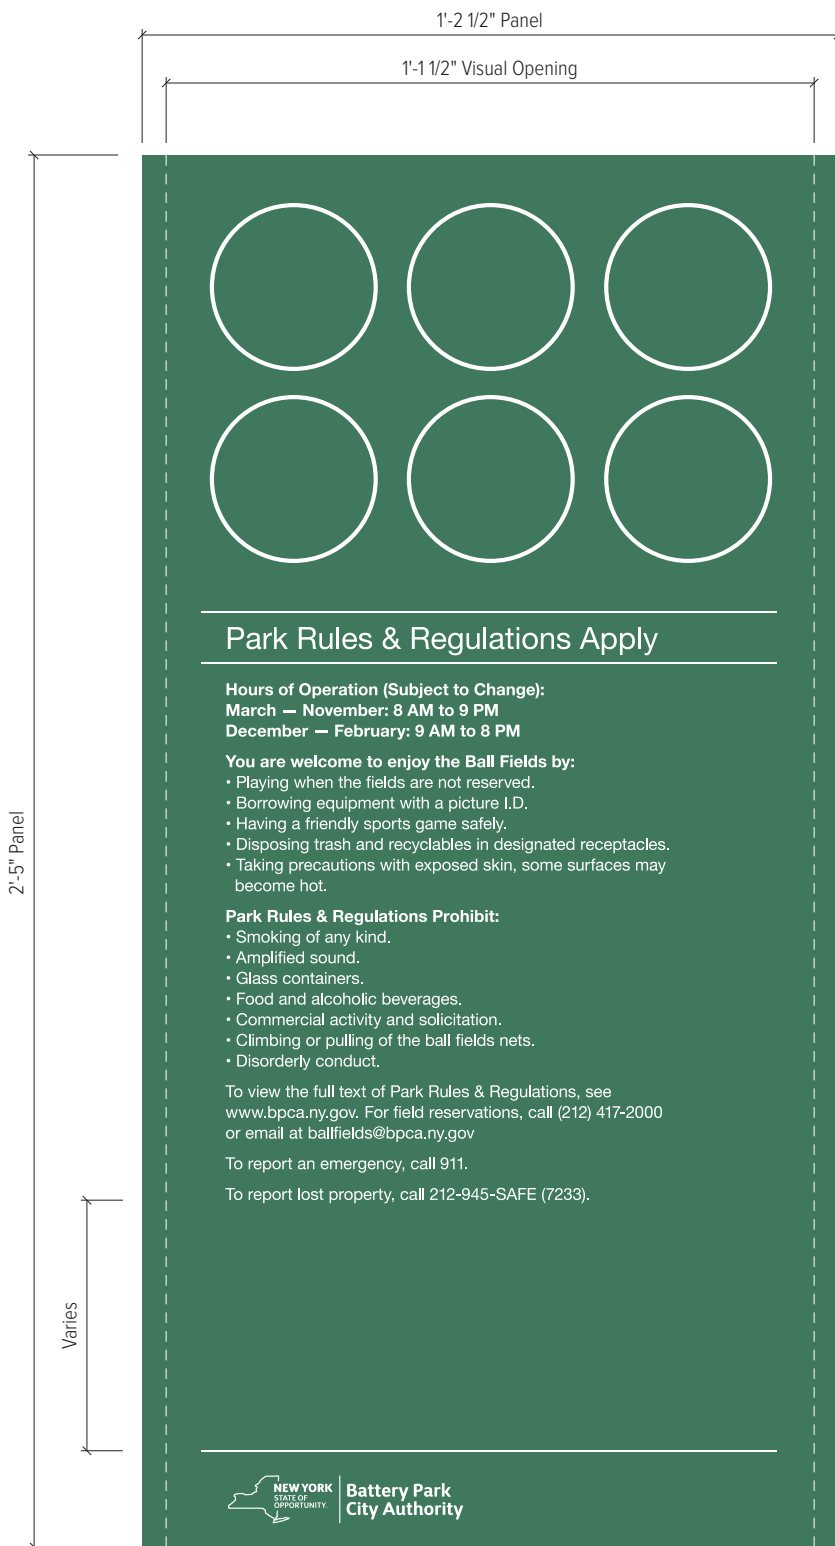 1'-2 1/2" Panel
1'-1 1/2" Visual Opening
2'-5" Panel
Park Rules & Regulations Apply
Hours of Operation (Subject to Change):
March — November: 8 AM to 9 PM
December — February: 9 AM to 8 PM
You are welcome to enjoy the Ball Fields by:
• Playing when the fields are not reserved.
• Borrowing equipment with a picture I.D.
• Having a friendly sports game safely.
• Disposing trash and recyclables in designated receptacles.
• Taking precautions with exposed skin, some surfaces may
become hot.
Park Rules & Regulations Prohibit:
• Smoking of any kind.
• Amplified sound.
• Glass containers.
• Food and alcoholic beverages.
• Commercial activity and solicitation.
• Climbing or pulling of the ball fields nets.
• Disorderly conduct.
To view the full text of Park Rules & Regulations, see
www.bpca.ny.gov. For field reservations, call (212) 417-2000
or email at ballfields@bpca.ny.gov
To report an emergency, call 911.
To report lost property, call 212-945-SAFE (7233).
Varies
NEW YORK
STATE OF
OPPORTUNITY.
Battery Park
City Authority